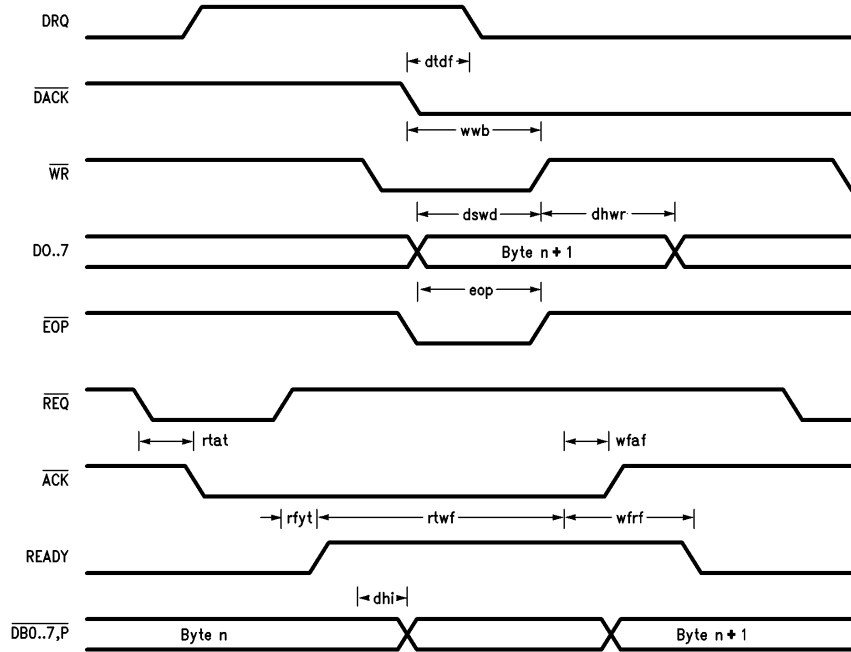 DRQ
dtdf
DACK
wwb
WR
dswd dhwr
D0..7 Byte n + 1
eop
EOP
REQ
rtat wfaf
ACK
rfyt rtwf wfrf
READY
dhi
DB0..7,P Byte n Byte n + 1